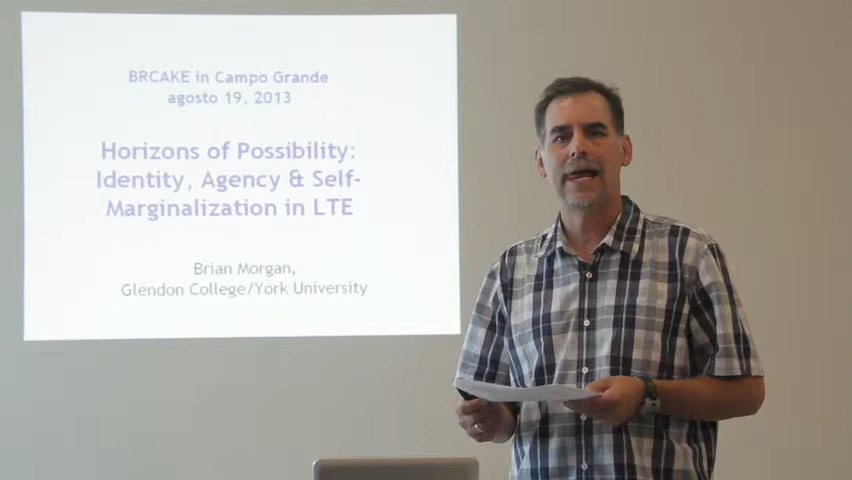 BRCAKE in Campo Grande
agosto 19, 2013
Horizons of Possibility:
Identity, Agency & Self-
Marginalization in LTE
Brian Morgan,
Glendon College/York University